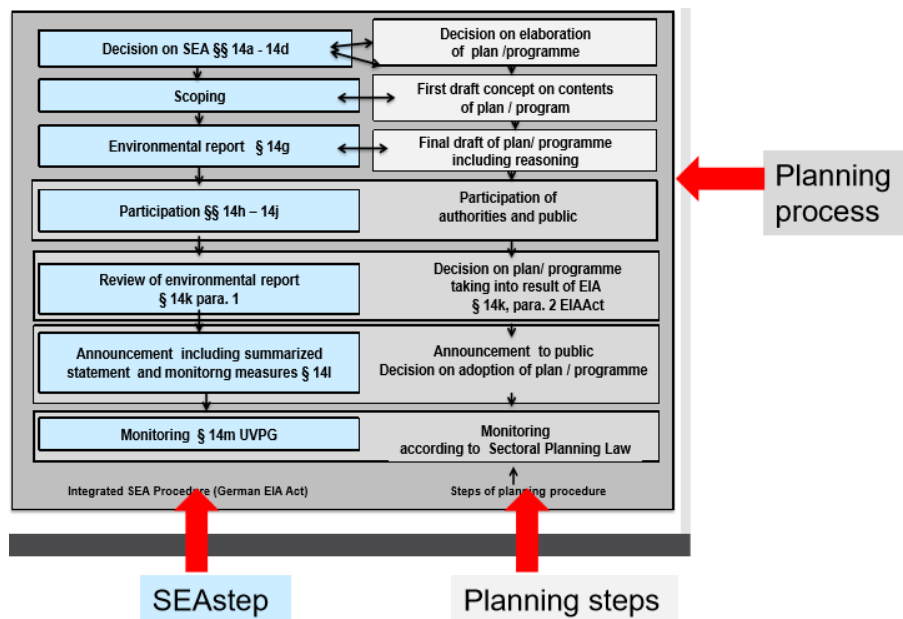 Decision on SEA §§ 14a - 14d
Decision on elaboration
of plan /programme
Scoping
First draft concept on contents
of plan / program
Environmental report § 14g
Final draft of plan/ programme
including reasoning
Participation §§ 14h – 14j
Participation of
authorities and public
Review of environmental report
§ 14k para. 1
Decision on plan/ programme
taking into result of EIA
§ 14k, para. 2 EIAAct
Announcement including summarized
statement and monitorng measures § 14l
Announcement to public
Decision on adoption of plan / programme
Monitoring § 14m UVPG
Monitoring
according to Sectoral Planning Law
Integrated SEA Procedure (German EIA Act)
Steps of planning procedure
Planning
process
SEAstep
Planning steps